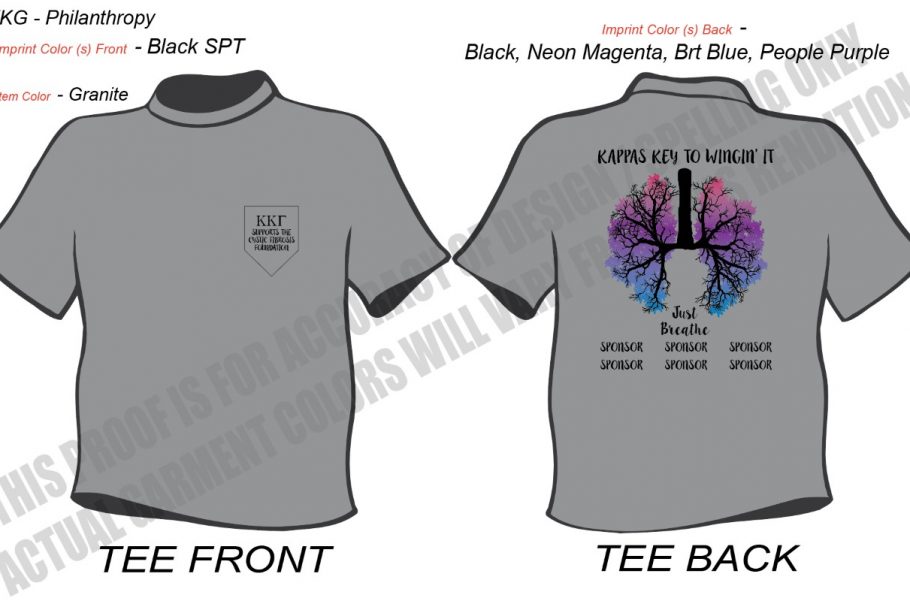 KKG - Philanthropy
Imprint Color (s) Front - Black SPT
Item Color - Granite
Imprint Color (s) Back -
Black, Neon Magenta, Brt Blue, People Purple
ΚΚΓ
SUPPORTS THE
CYSTIC FIBROSIS
FOUNDATION
KAPPAS KEY TO WINGIN' IT
Just
Breathe
SPONSOR SPONSOR SPONSOR
SPONSOR SPONSOR SPONSOR
THIS PROOF IS FOR ACCURACY OF DESIGN / SPELLING ONLY
ACTUAL GARMENT COLORS WILL VARY FROM THIS RENDITION
TEE FRONT
TEE BACK